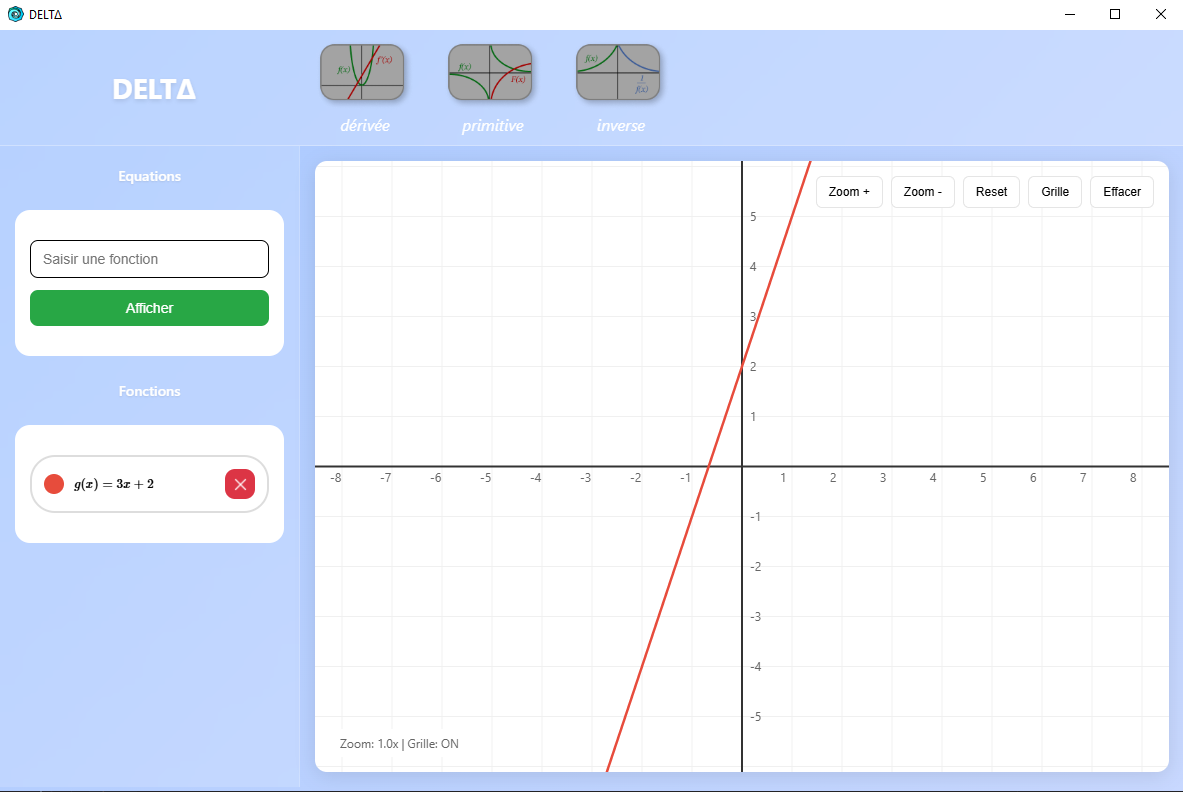 DELTΔ
DELTΔ
f(x) f'(x)
f(x) F(x)
f(x) 1/f(x)
dérivée primitive inverse
Equations
Saisir une fonction
Afficher
Fonctions
g(x) = 3x + 2
Zoom + Zoom - Reset Grille Effacer
5
4
3
2
1
-8 -7 -6 -5 -4 -3 -2 -1 1 2 3 4 5 6 7 8
-1
-2
-3
-4
-5
Zoom: 1.0x | Grille: ON